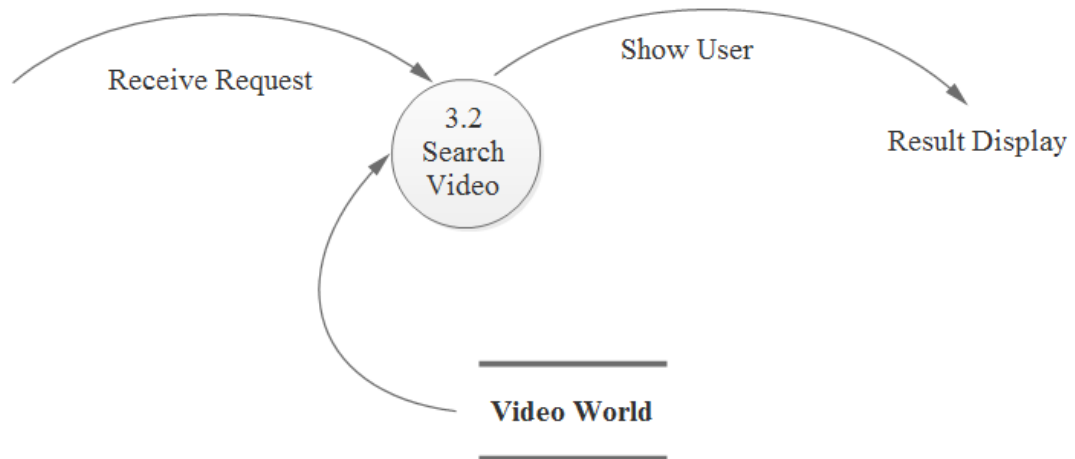 Show User
Receive Request
3.2
Search
Video
Result Display
Video World